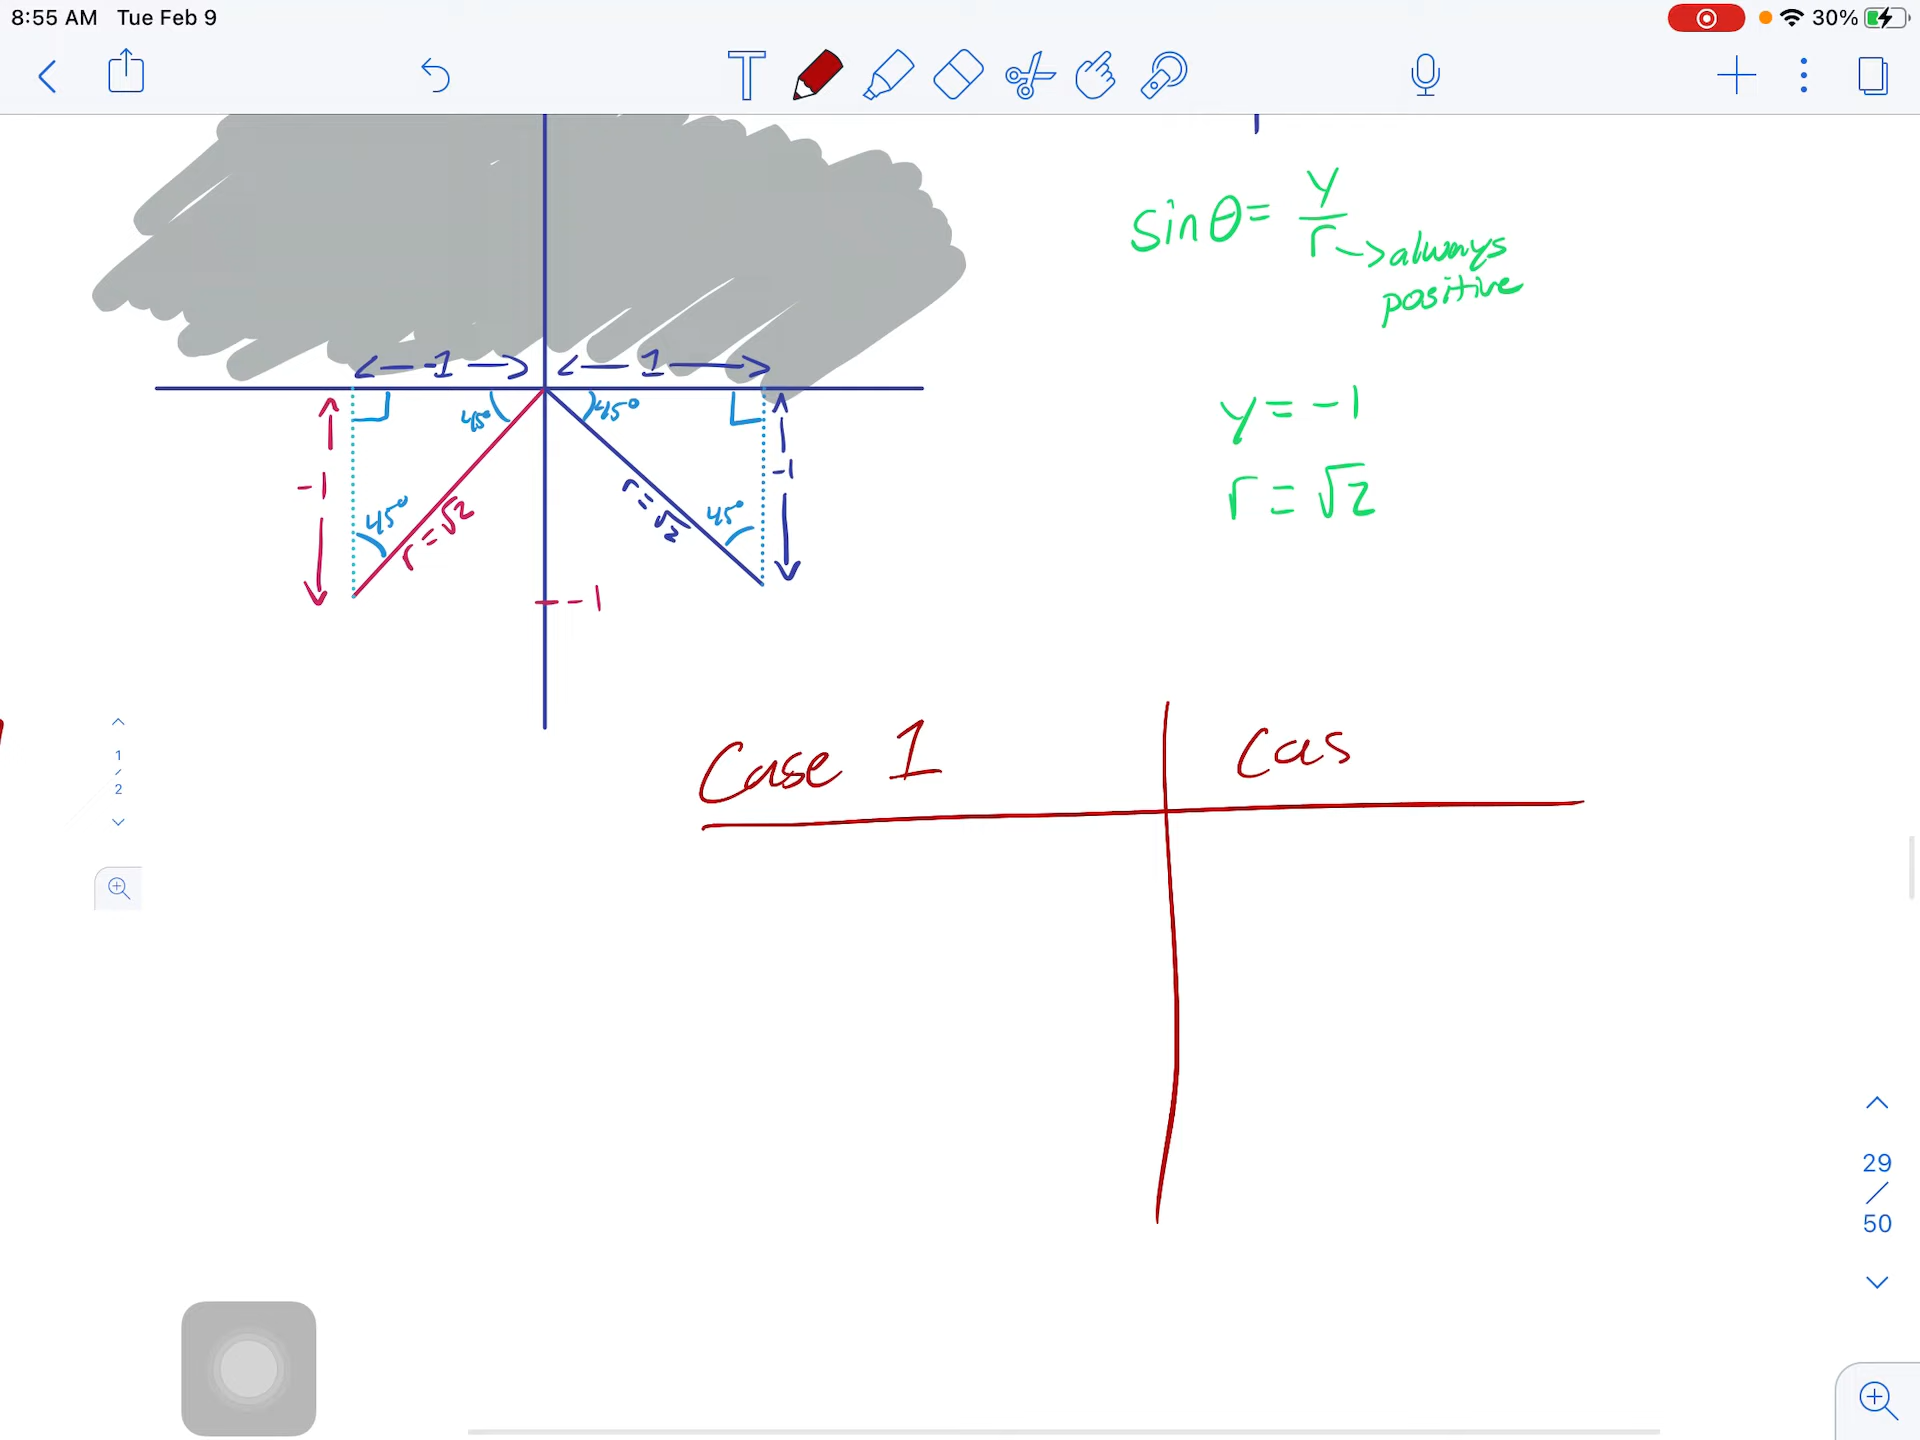 8:55 AM Tue Feb 9
30%
T
sin θ = y/r -> always
positive
<- -1 -> <- 1 ->
45° 45°
y = -1
-1
-1
r = √2
45°
r = √2
r = √2
45°
-1
Case 1
Cas
1
/
2
29
/
50